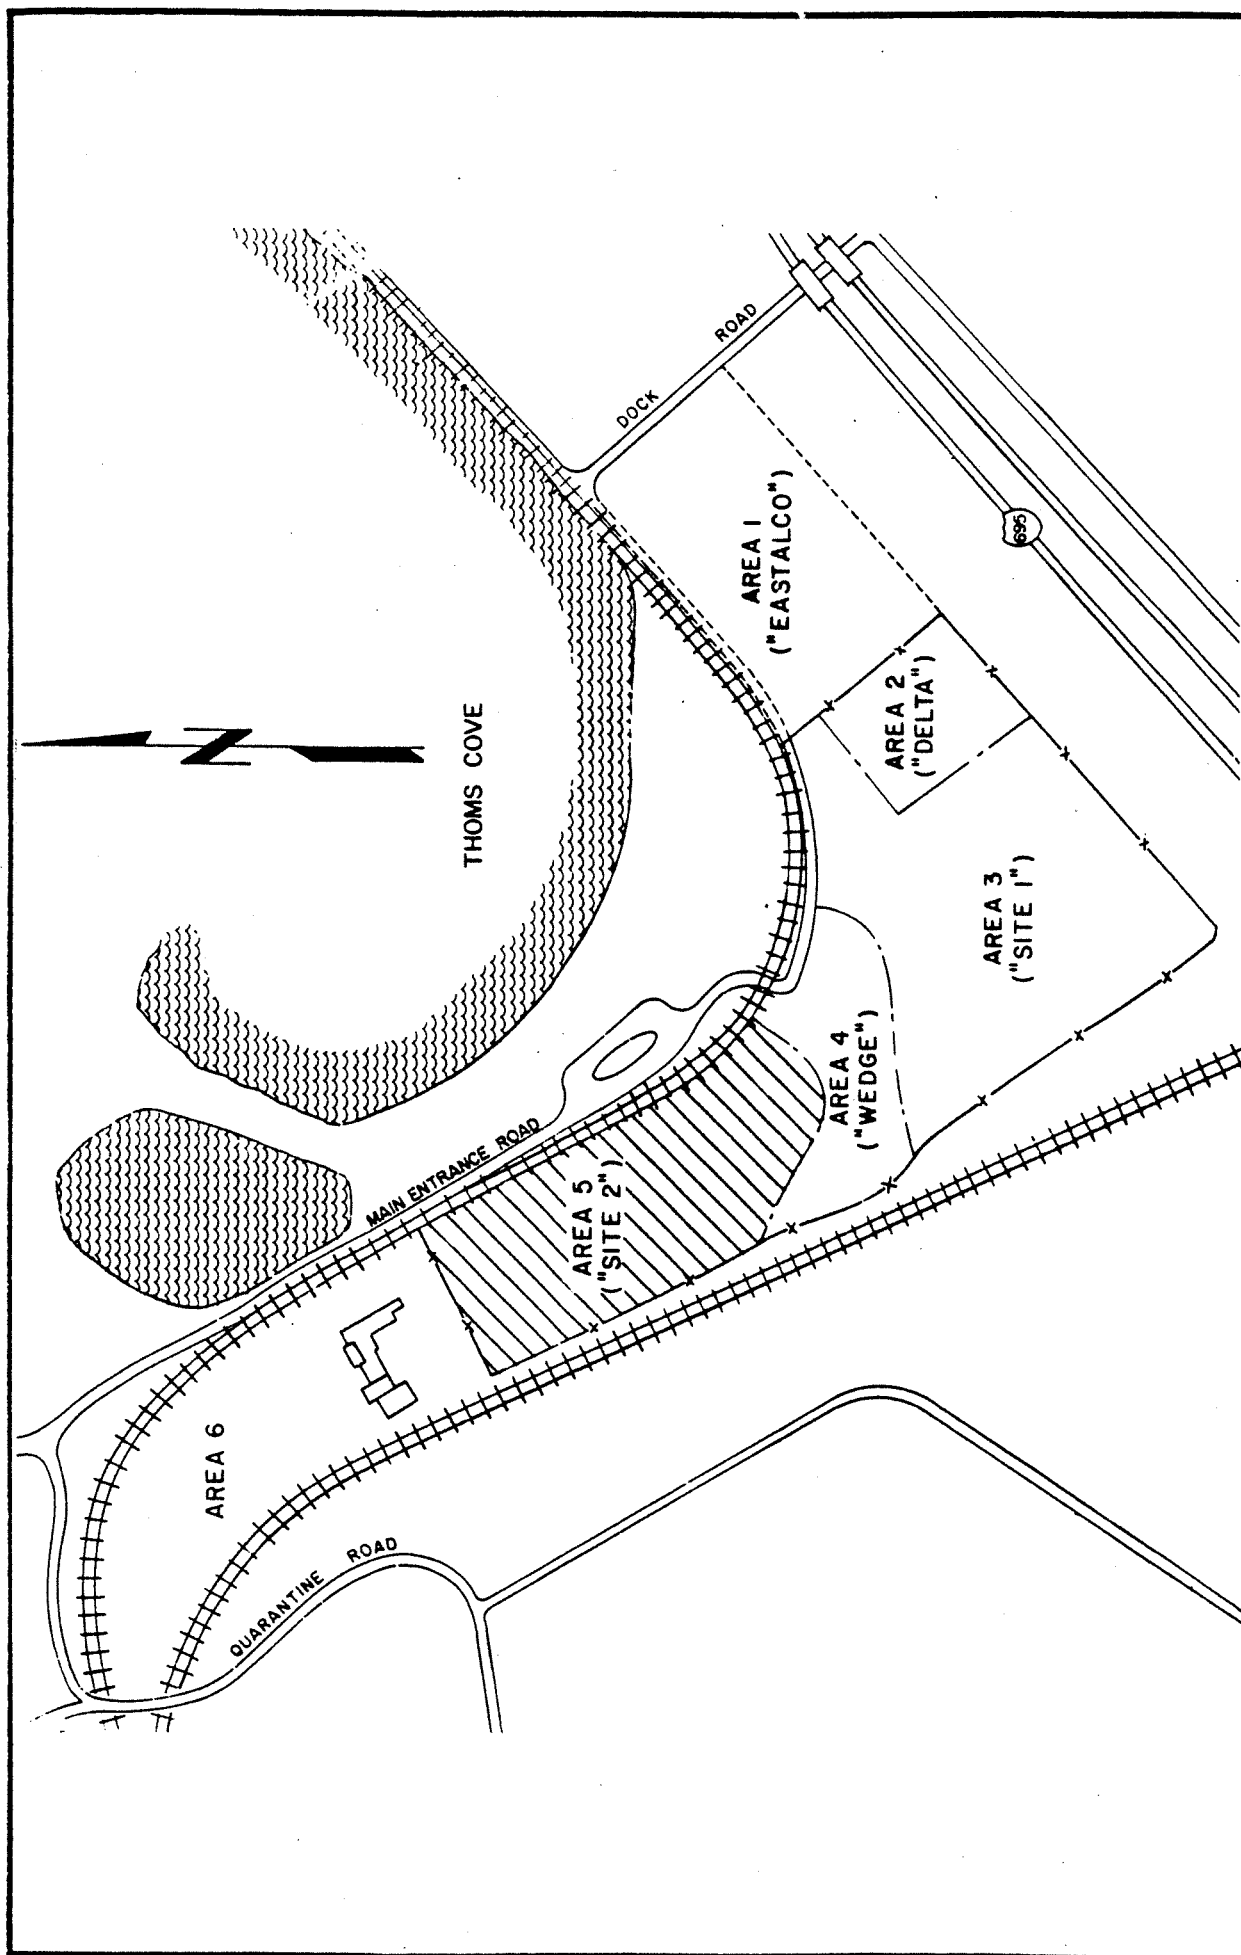 N
AREA 6
QUARANTINE ROAD
MAIN ENTRANCE ROAD
THOMS COVE
AREA 5
("SITE 2")
DOCK ROAD
AREA 1
("EASTALCO")
AREA 4
("WEDGE")
AREA 2
("DELTA")
AREA 3
("SITE 1")
695